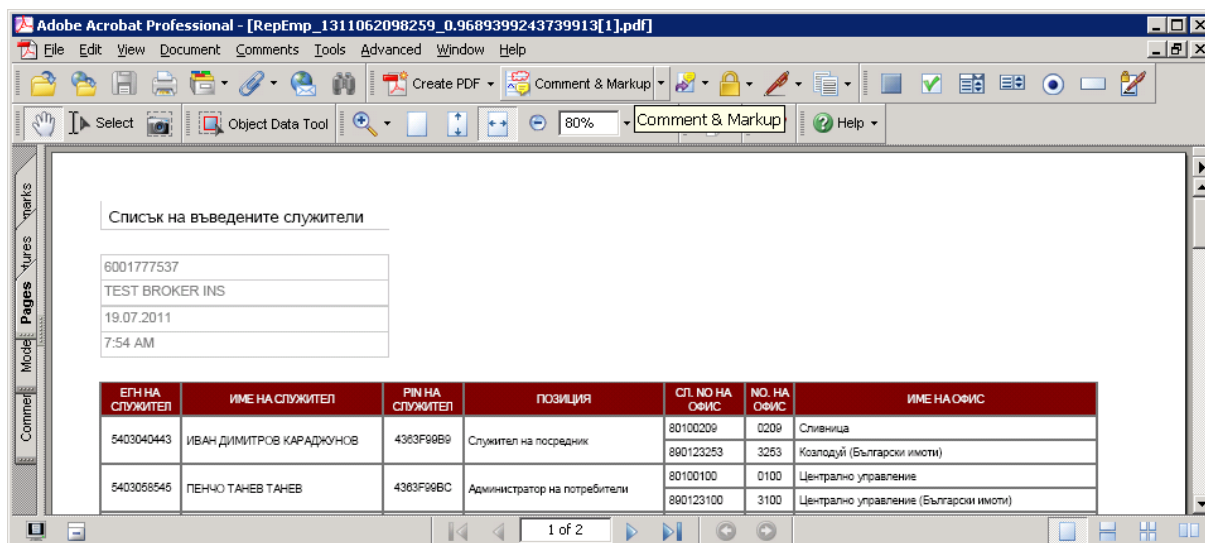 Adobe Acrobat Professional - [RepEmp_1311062098259_0.9689399243739913[1].pdf]
File Edit View Document Comments Tools Advanced Window Help
Create PDF Comment & Markup
Select Object Data Tool 80% Comment & Markup Help
marks
tures
Pages
Model
Commen
Списък на въведените служители
6001777537
TEST BROKER INS
19.07.2011
7:54 AM
ЕГН НА СЛУЖИТЕЛ ИМЕ НА СЛУЖИТЕЛ PIN НА СЛУЖИТЕЛ ПОЗИЦИЯ СЛ. NO НА ОФИС NO. НА ОФИС ИМЕ НА ОФИС
5403040443 ИВАН ДИМИТРОВ КАРАДЖУНОВ 4363F99B9 Служител на посредник 80100209 0209 Сливница
890123253 3253 Козлодуй (Български имоти)
5403058545 ПЕНЧО ТАНЕВ ТАНЕВ 4363F99BC Администратор на потребители 80100100 0100 Централно управление
890123100 3100 Централно управление (Български имоти)
1 of 2